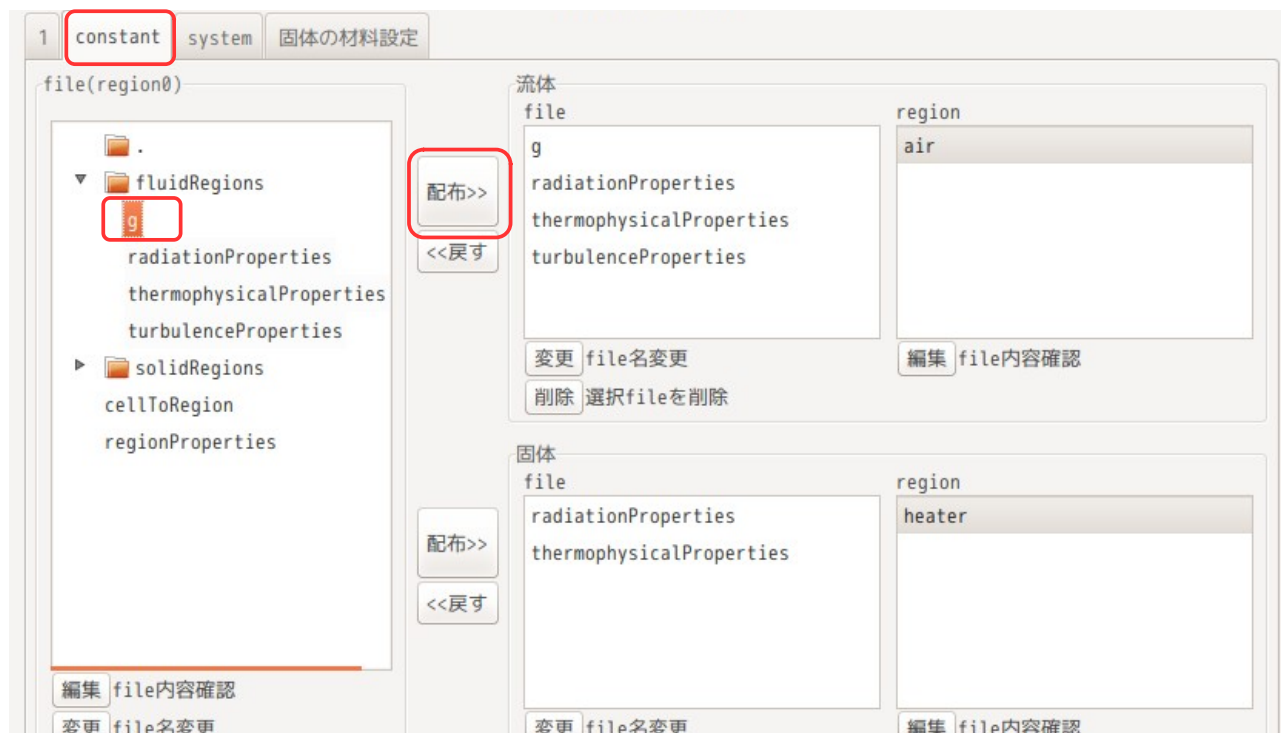 1 constant system 固体の材料設定
file(region0)
.
fluidRegions
g
radiationProperties
thermophysicalProperties
turbulenceProperties
solidRegions
cellToRegion
regionProperties
編集 file内容確認
変更 file名変更
配布>>
<<戻す
流体
file
g
radiationProperties
thermophysicalProperties
turbulenceProperties
変更 file名変更
削除 選択fileを削除
region
air
編集 file内容確認
配布>>
<<戻す
固体
file
radiationProperties
thermophysicalProperties
変更 file名変更
region
heater
編集 file内容確認